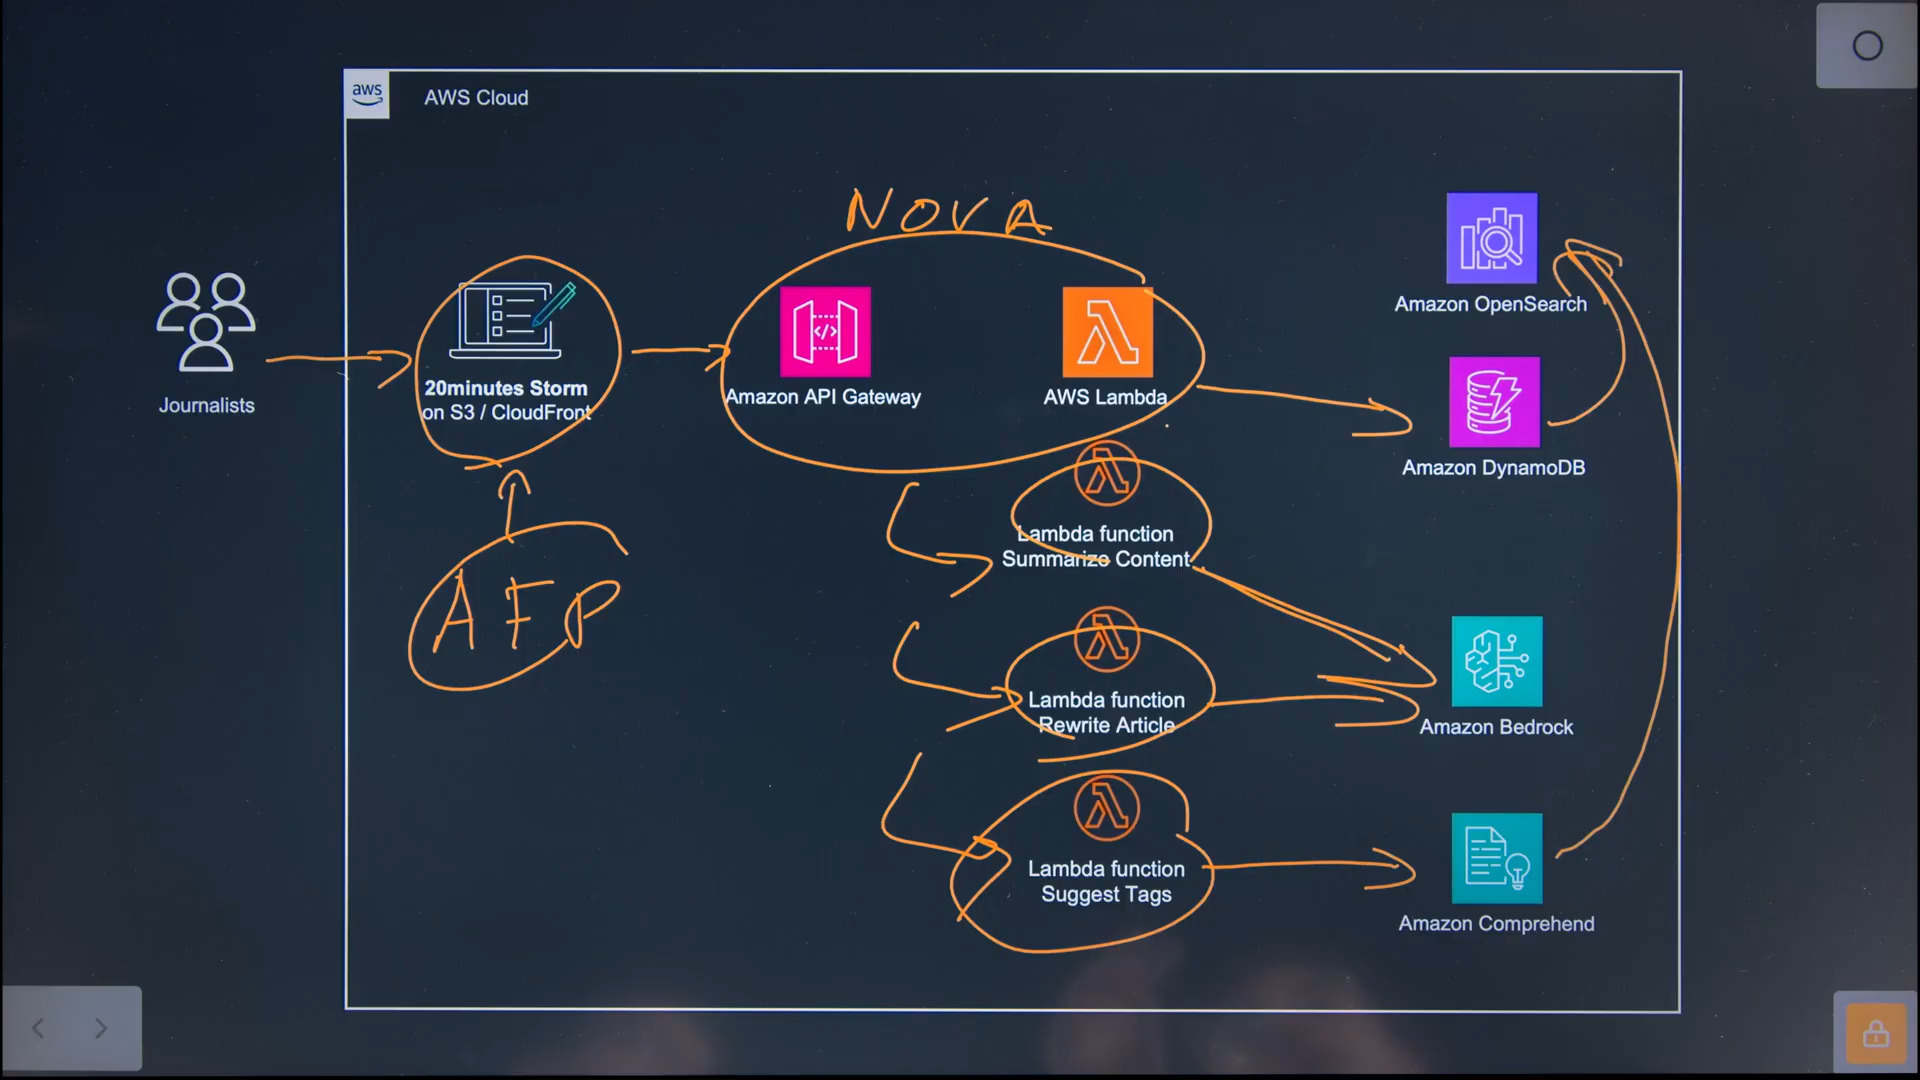 aws
AWS Cloud
NOVA
Amazon OpenSearch
Journalists
20minutes Storm
on S3 / CloudFront
Amazon API Gateway
AWS Lambda
Amazon DynamoDB
AFP
Lambda function
Summarize Content
Lambda function
Rewrite Article
Amazon Bedrock
Lambda function
Suggest Tags
Amazon Comprehend